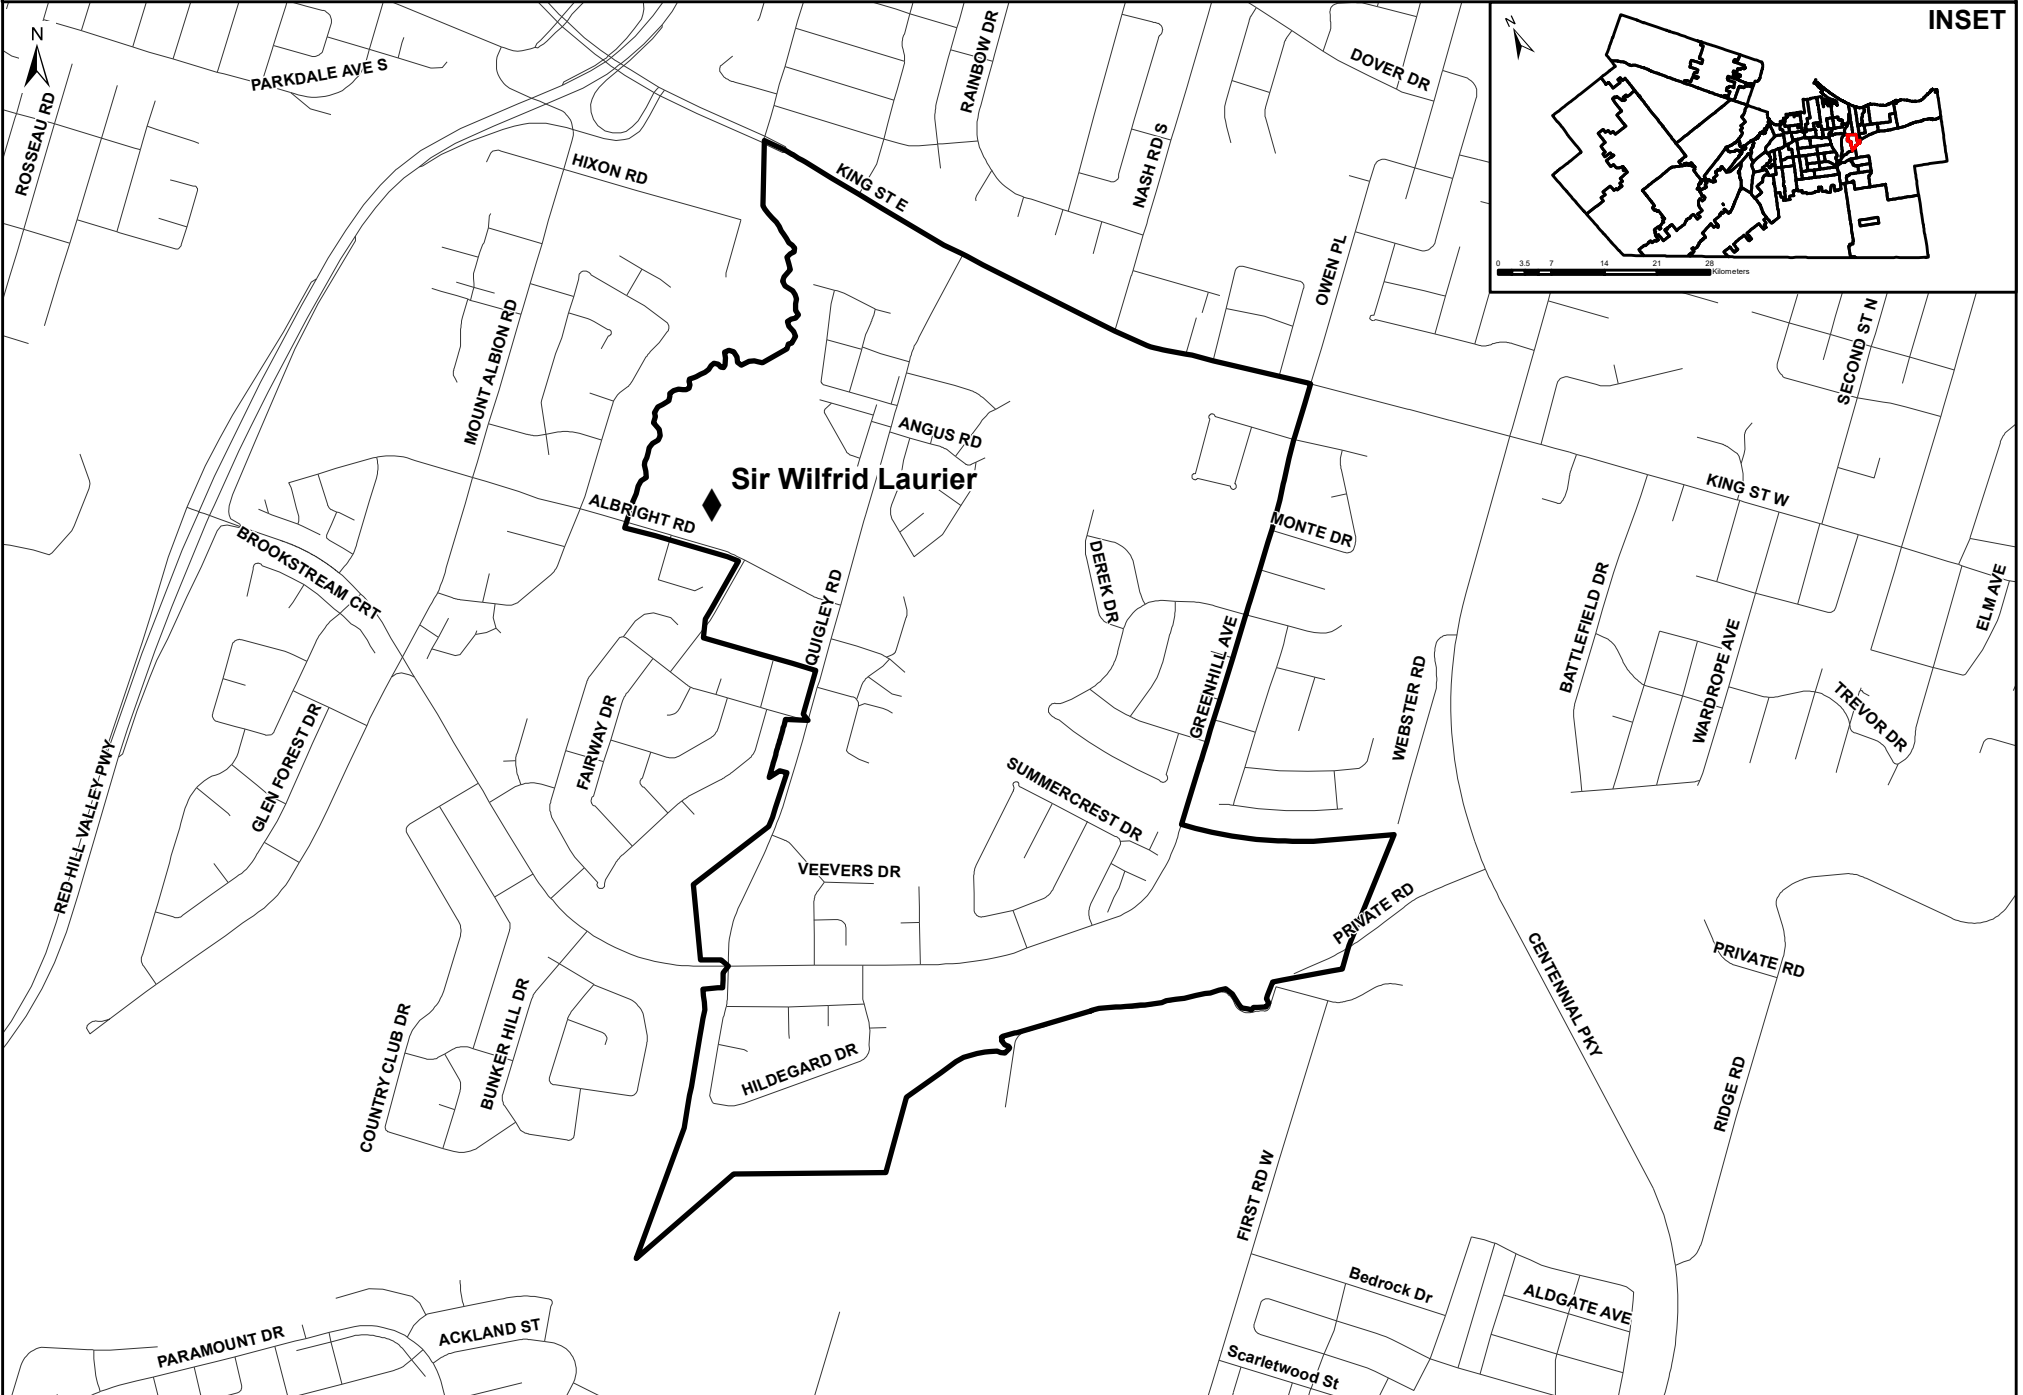 INSET
N
N
0 3.5 7 14 21 28
Kilometers
PARKDALE AVE S
RAINBOW DR
DOVER DR
ROSSEAU RD
HIXON RD
KING ST E
NASH RD S
OWEN PL
MOUNT ALBION RD
SECOND ST N
ANGUS RD
Sir Wilfrid Laurier
ALBRIGHT RD
KING ST W
MONTE DR
BROOKSTREAM CRT
DEREK DR
QUIGLEY RD
BATTLEFIELD DR
ELM AVE
GREENHILL AVE
WARDROPE AVE
WEBSTER RD
TREVOR DR
FAIRWAY DR
GLEN FOREST DR
SUMMERCREST DR
RED HILL VALLEY PWY
VEEVERS DR
PRIVATE RD
CENTENNIAL PKY
PRIVATE RD
COUNTRY CLUB DR
BUNKER HILL DR
HILDEGARD DR
RIDGE RD
FIRST RD W
Bedrock Dr
ALDGATE AVE
PARAMOUNT DR
ACKLAND ST
Scarletwood St